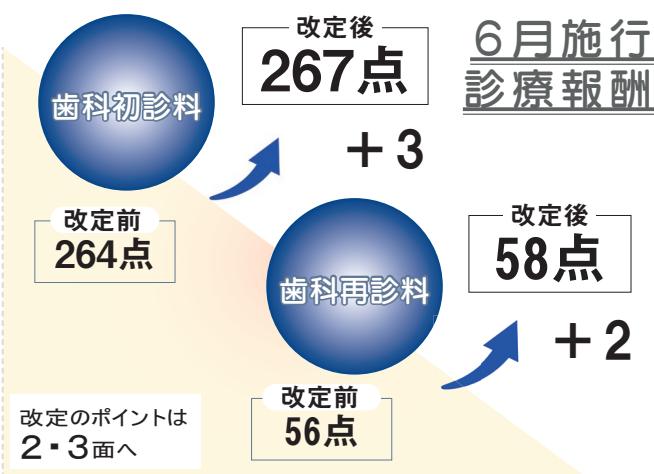 6月施行
診療報酬
歯科初診料
改定前
264点
改定後
267点
+3
歯科再診料
改定前
56点
改定後
58点
+2
改定のポイントは
2・3面へ